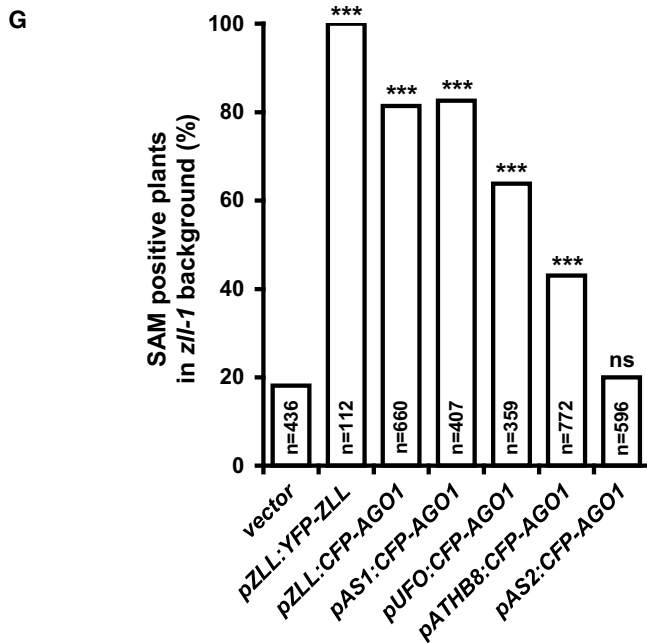 G
SAM positive plants
in zll-1 background (%)
100
80
60
40
20
0
***
***
***
***
***
ns
n=436
n=112
n=660
n=407
n=359
n=772
n=596
vector
pZLL:YFP-ZLL
pZLL:CFP-AGO1
pAS1:CFP-AGO1
pUFO:CFP-AGO1
pATHB8:CFP-AGO1
pAS2:CFP-AGO1